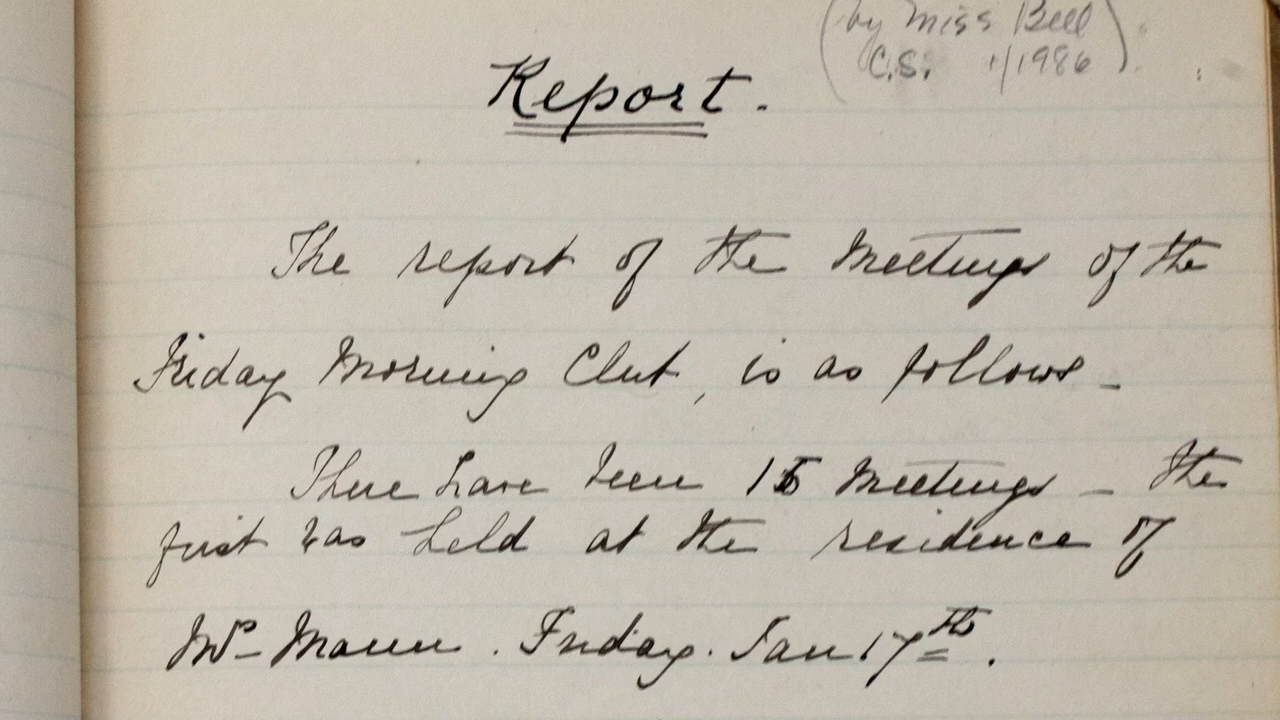 (by Miss Bell
C.S. 1/1986).
Report.
The report of the Meetings of the
Friday Morning Club, is as follows –
There have been 15 Meetings – the
first was held at the residence of
Mrs– Mann. Friday. Jan 17th.